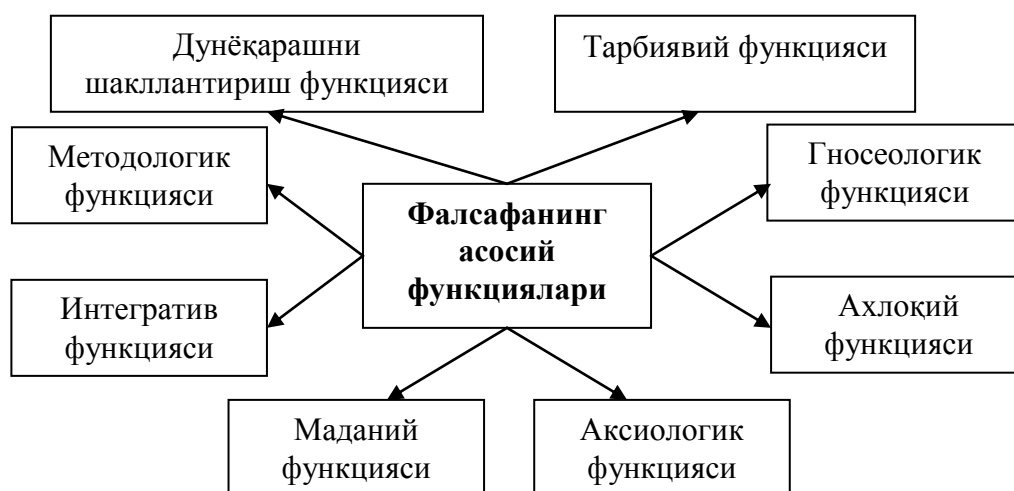 Дунёқарашни
шакллантириш функцияси
Тарбиявий функцияси
Методологик
функцияси
Гносеологик
функцияси
Фалсафанинг
асосий
функциялари
Интегратив
функцияси
Ахлоқий
функцияси
Маданий
функцияси
Аксиологик
функцияси